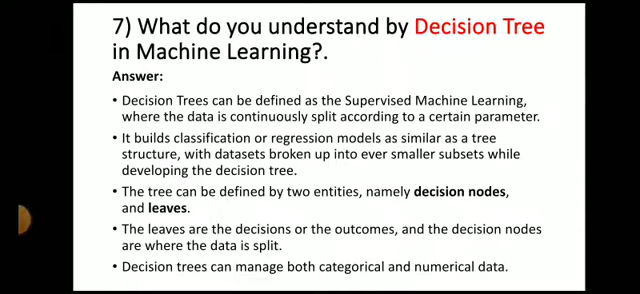 7) What do you understand by Decision Tree
in Machine Learning?.
Answer:
• Decision Trees can be defined as the Supervised Machine Learning,
where the data is continuously split according to a certain parameter.
• It builds classification or regression models as similar as a tree
structure, with datasets broken up into ever smaller subsets while
developing the decision tree.
• The tree can be defined by two entities, namely decision nodes,
and leaves.
• The leaves are the decisions or the outcomes, and the decision nodes
are where the data is split.
• Decision trees can manage both categorical and numerical data.